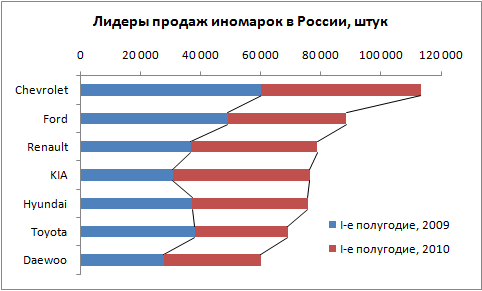 Лидеры продаж иномарок в России, штук
0 20 000 40 000 60 000 80 000 100 000 120 000
Chevrolet
Ford
Renault
KIA
Hyundai
Toyota
Daewoo
I-е полугодие, 2009
I-е полугодие, 2010